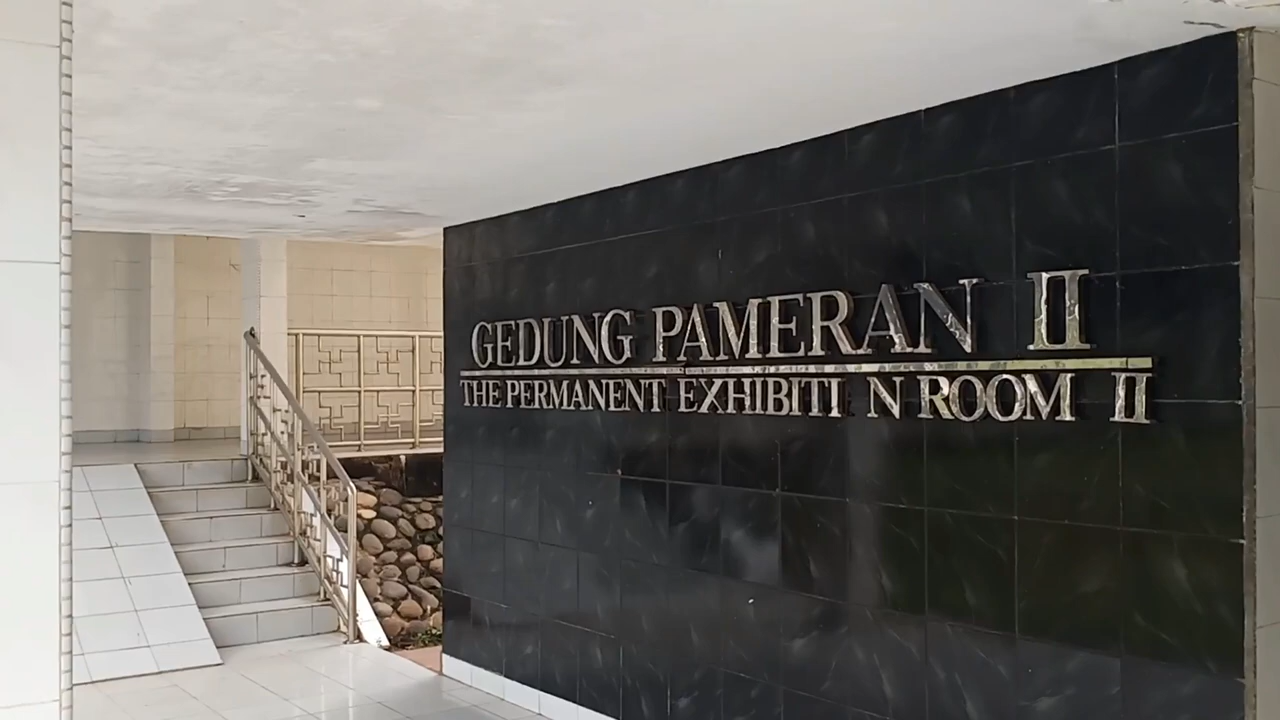 GEDUNG PAMERAN II
THE PERMANENT EXHIBITI N ROOM II